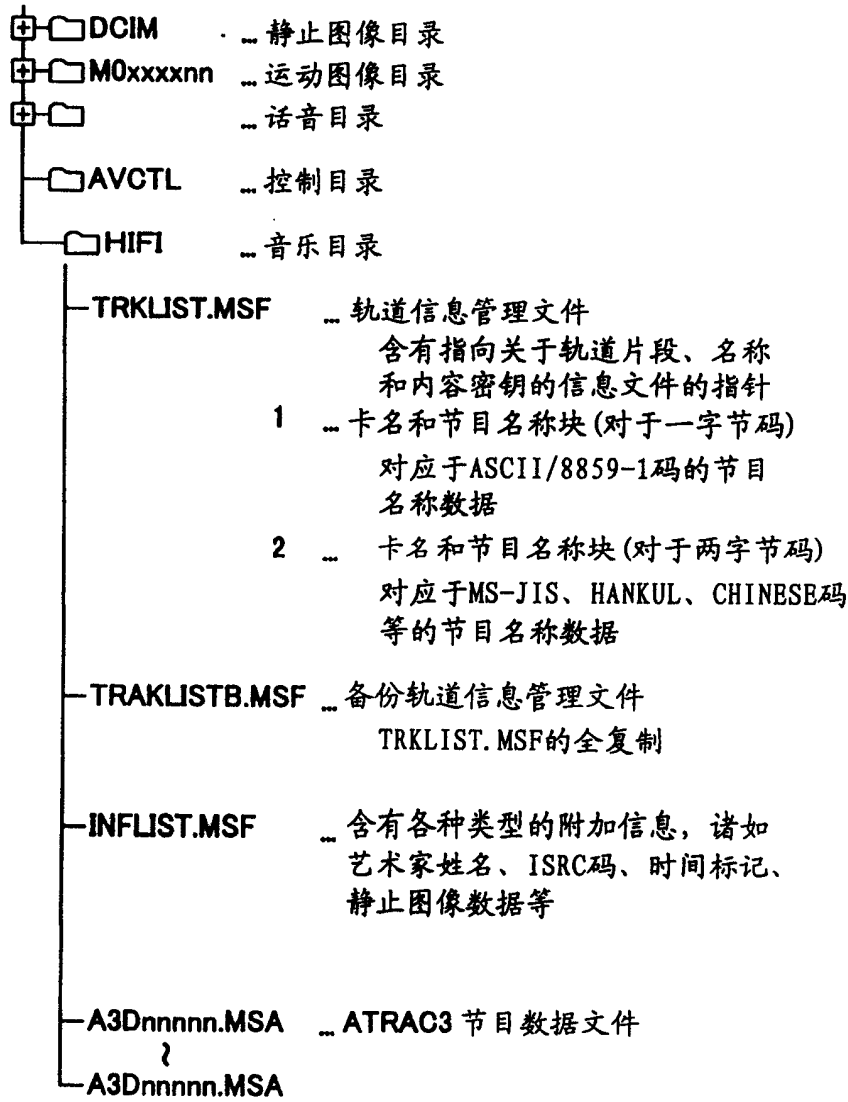 DCIM ...静止图像目录
M0xxxxnn ...运动图像目录
...话音目录
AVCTL ...控制目录
HIFI ...音乐目录
TRKLIST.MSF ...轨道信息管理文件
含有指向关于轨道片段、名称
和内容密钥的信息文件的指针
1 ...卡名和节目名称块(对于一字节码)
对应于ASCII/8859-1码的节目
名称数据
2 ... 卡名和节目名称块(对于两字节码)
对应于MS-JIS、HANKUL、CHINESE码
等的节目名称数据
TRAKLISTB.MSF ...备份轨道信息管理文件
TRKLIST.MSF的全复制
INFLIST.MSF ...含有各种类型的附加信息，诸如
艺术家姓名、ISRC码、时间标记、
静止图像数据等
A3Dnnnnn.MSA ...ATRAC3 节目数据文件
~
A3Dnnnnn.MSA